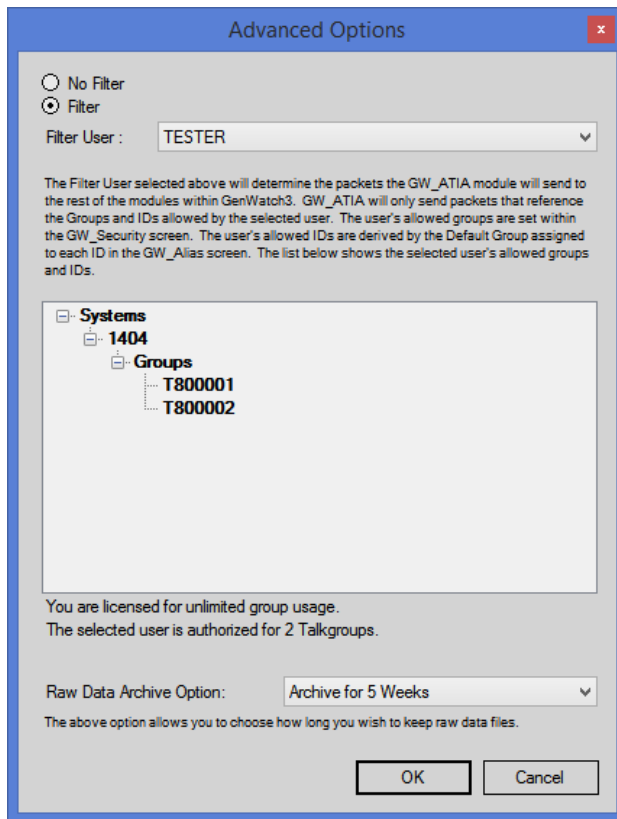 Advanced Options
x
No Filter
Filter
Filter User : TESTER
The Filter User selected above will determine the packets the GW_ATIA module will send to
the rest of the modules within GenWatch3. GW_ATIA will only send packets that reference
the Groups and IDs allowed by the selected user. The user's allowed groups are set within
the GW_Security screen. The user's allowed IDs are derived by the Default Group assigned
to each ID in the GW_Alias screen. The list below shows the selected user's allowed groups
and IDs.
Systems
1404
Groups
T800001
T800002
You are licensed for unlimited group usage.
The selected user is authorized for 2 Talkgroups.
Raw Data Archive Option: Archive for 5 Weeks
The above option allows you to choose how long you wish to keep raw data files.
OK Cancel